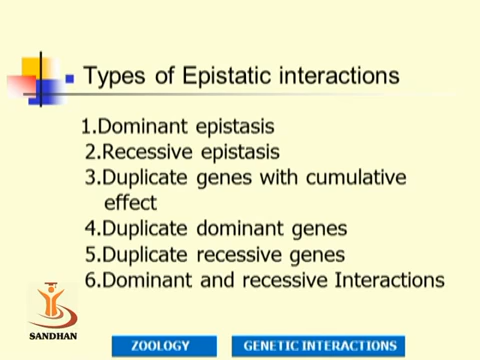 Types of Epistatic interactions
1.Dominant epistasis
2.Recessive epistasis
3.Duplicate genes with cumulative
effect
4.Duplicate dominant genes
5.Duplicate recessive genes
6.Dominant and recessive Interactions
SANDHAN
ZOOLOGY
GENETIC INTERACTIONS